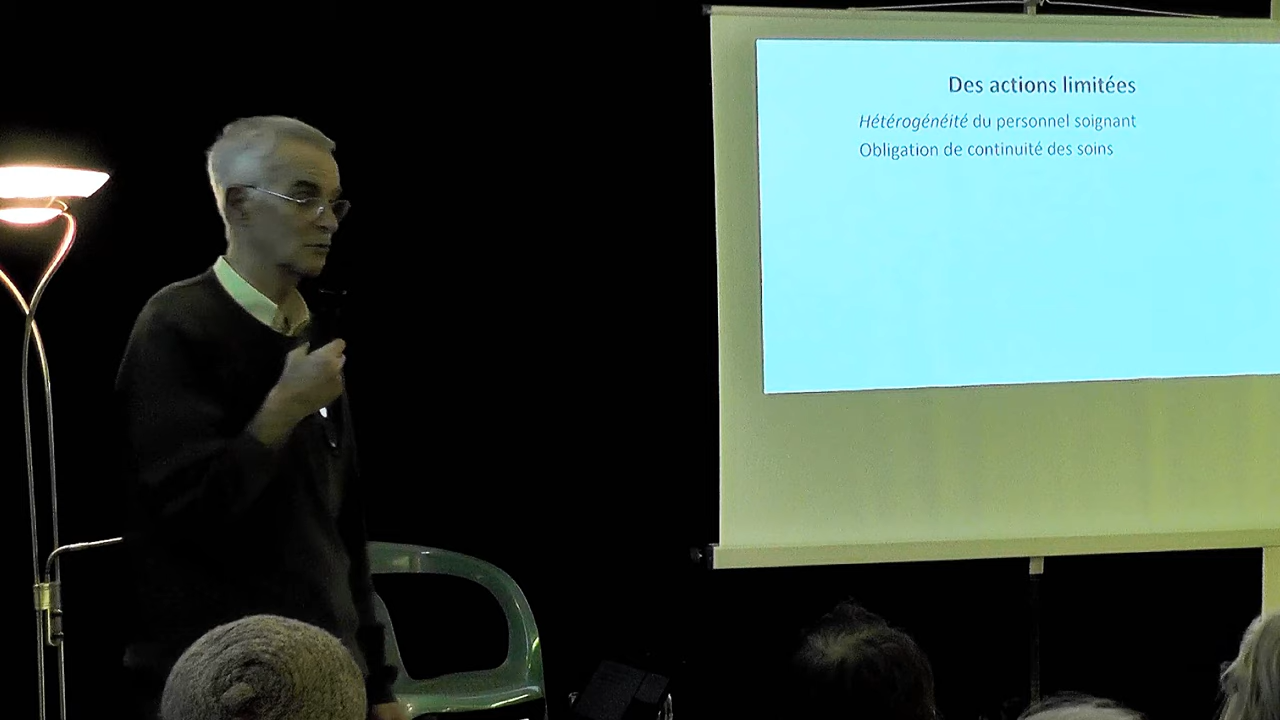 Des actions limitées
Hétérogénéité du personnel soignant
Obligation de continuité des soins